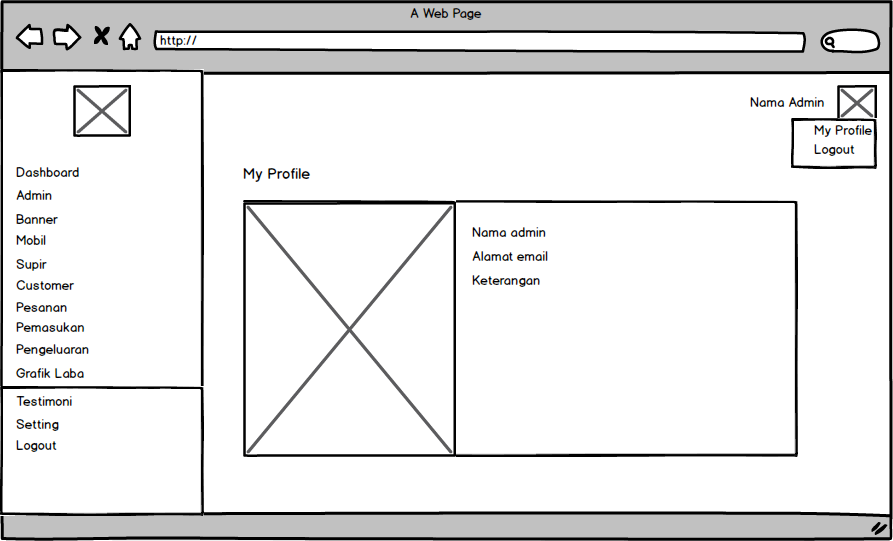 A Web Page
http://
Nama Admin
My Profile
Logout
Dashboard
Admin
Banner
Mobil
Supir
Customer
Pesanan
Pemasukan
Pengeluaran
Grafik Laba
Testimoni
Setting
Logout
My Profile
Nama admin
Alamat email
Keterangan